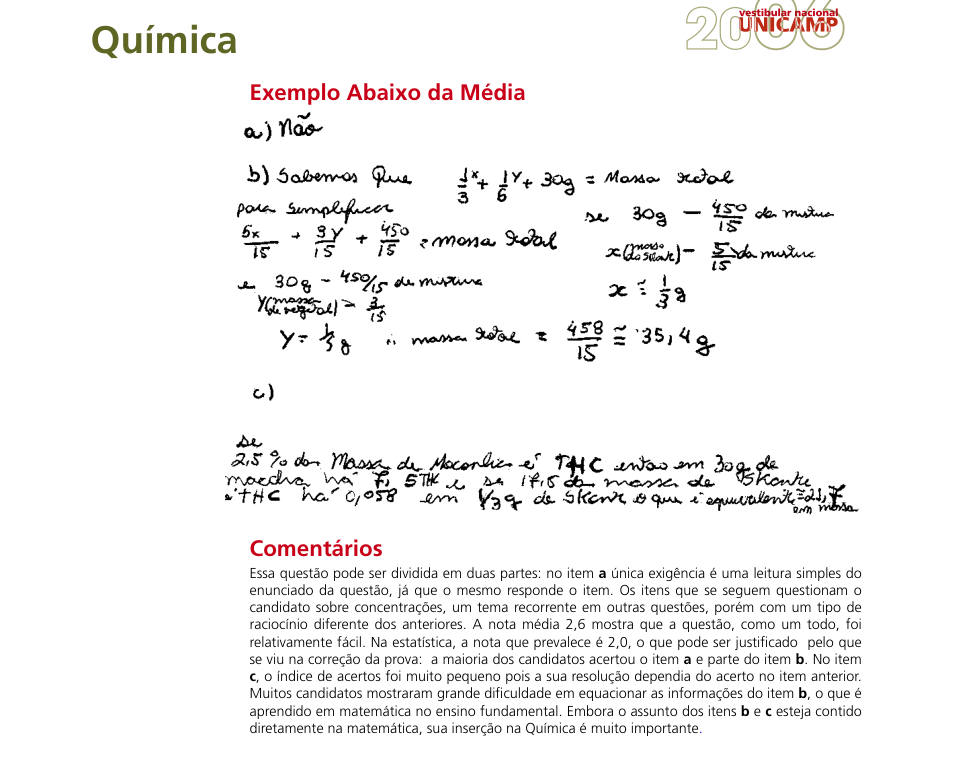 Química
vestibular nacional
UNICAMP
2006
Exemplo Abaixo da Média
a) Não
b) Sabemos Que 1/3 x + 1/6 y + 30g = Massa total
para simplificar
5x/15 + 3y/15 + 450/15 = massa total
se 30g — 450/15 da mistura
x (massa do skank) — 5/15 da mistura
x ≅ 1/3 g
e 30g - 450/15 de mistura
y (massa de vegetal) - 3/15
y = 1/5 g ∴ massa total = 458/15 ≅ 35,4 g
c)
se
2,5 % da Massa de Maconha é THC entao em 30g de
maconha há 7,5 THC e se 17,5 da massa de Skank
é THC há 0,058 em 1/3 g de Skank o que é equivalente
em massa
Comentários
Essa questão pode ser dividida em duas partes: no item a única exigência é uma leitura simples do
enunciado da questão, já que o mesmo responde o item. Os itens que se seguem questionam o
candidato sobre concentrações, um tema recorrente em outras questões, porém com um tipo de
raciocínio diferente dos anteriores. A nota média 2,6 mostra que a questão, como um todo, foi
relativamente fácil. Na estatística, a nota que prevalece é 2,0, o que pode ser justificado pelo que
se viu na correção da prova: a maioria dos candidatos acertou o item a e parte do item b. No item
c, o índice de acertos foi muito pequeno pois a sua resolução dependia do acerto no item anterior.
Muitos candidatos mostraram grande dificuldade em equacionar as informações do item b, o que é
aprendido em matemática no ensino fundamental. Embora o assunto dos itens b e c esteja contido
diretamente na matemática, sua inserção na Química é muito importante.